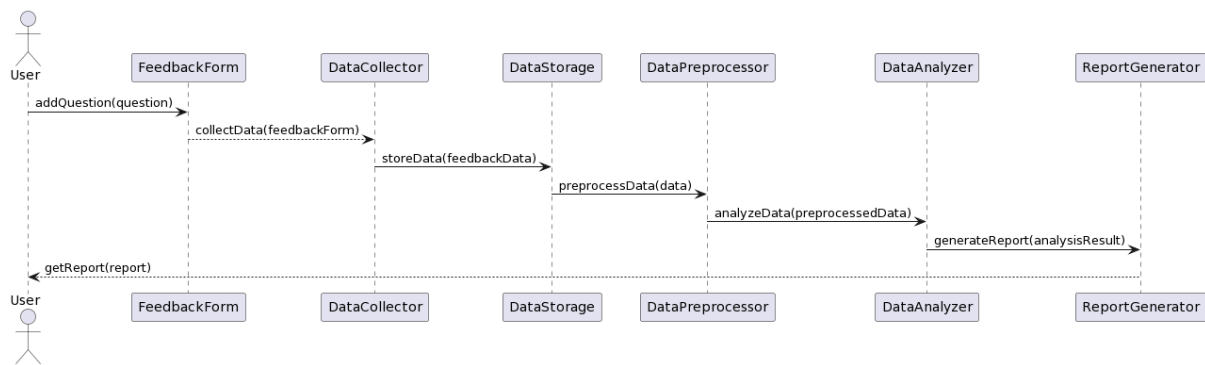 User
FeedbackForm
DataCollector
DataStorage
DataPreprocessor
DataAnalyzer
ReportGenerator
addQuestion(question)
collectData(feedbackForm)
storeData(feedbackData)
preprocessData(data)
analyzeData(preprocessedData)
generateReport(analysisResult)
getReport(report)
User
FeedbackForm
DataCollector
DataStorage
DataPreprocessor
DataAnalyzer
ReportGenerator